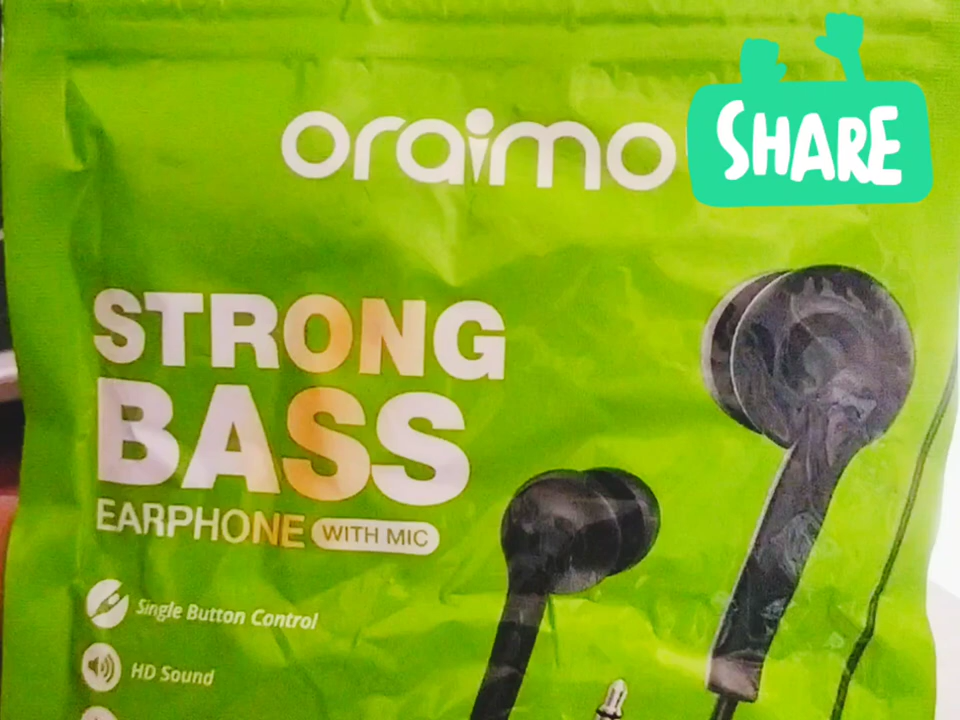 oraimo
SHARE
STRONG
BASS
EARPHONE WITH MIC
Single Button Control
HD Sound